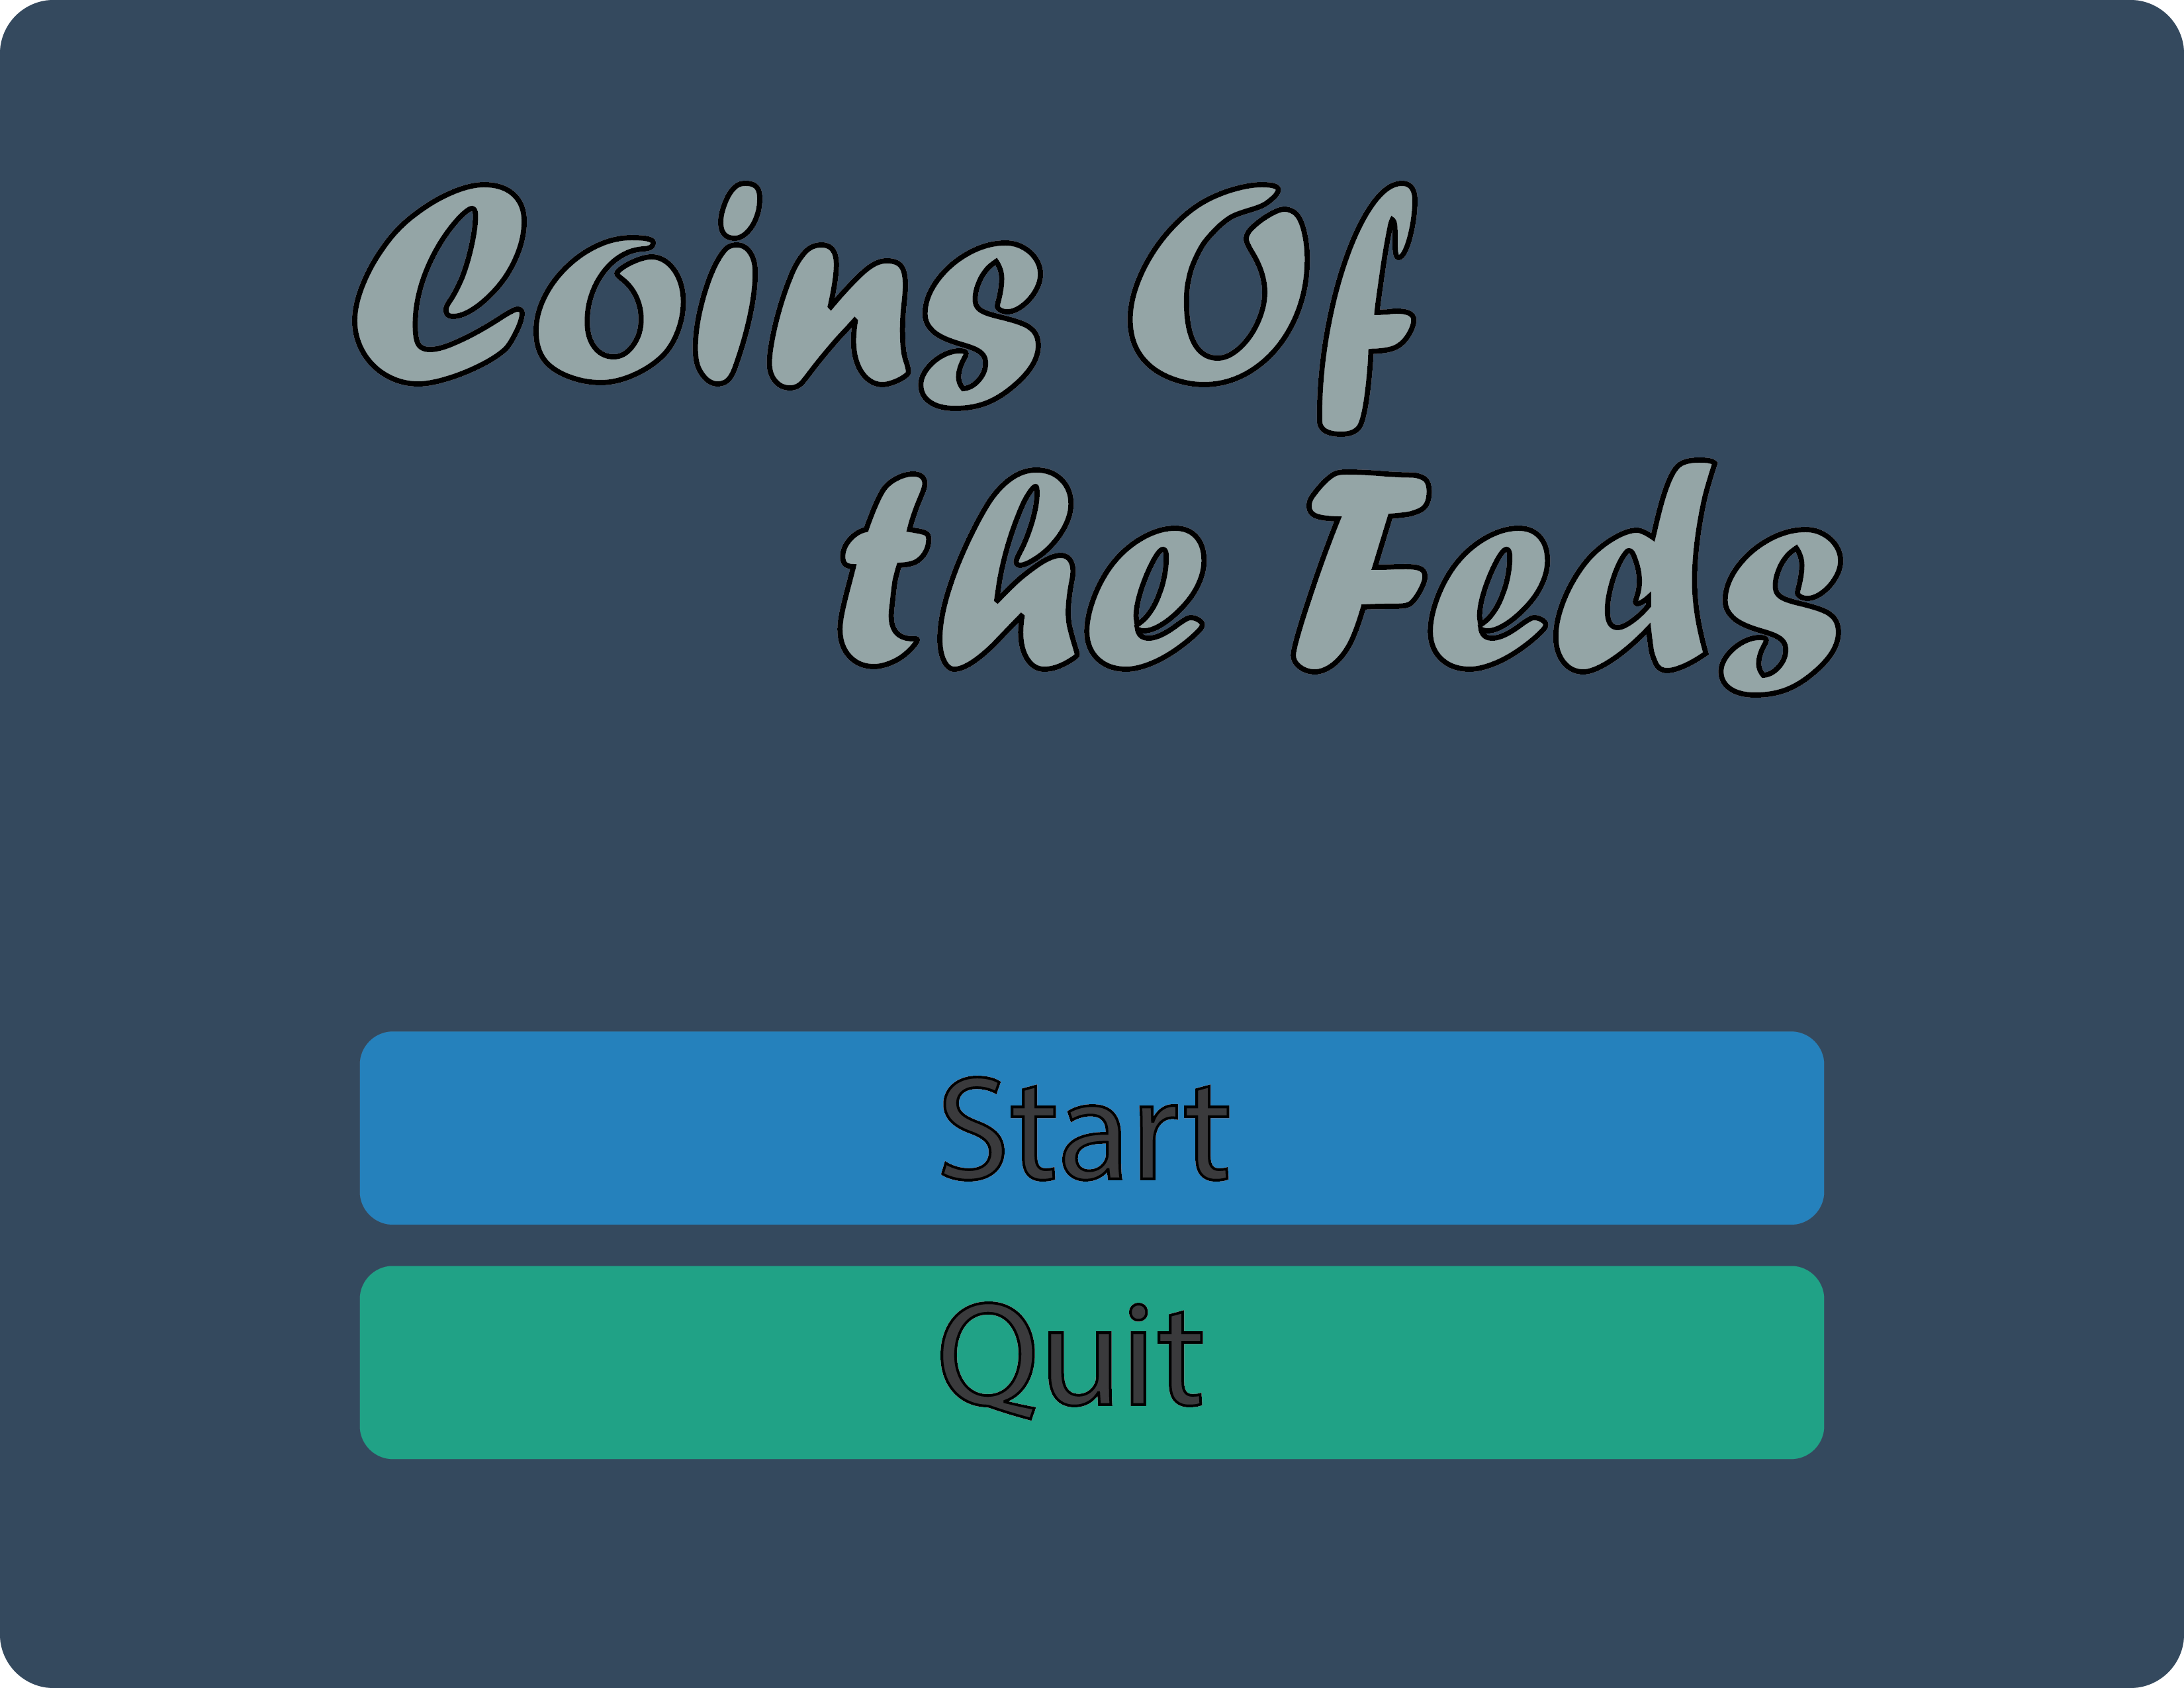 Coins Of
the Feds
Start
Quit